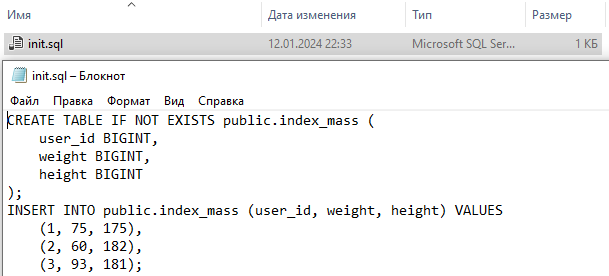 Имя Дата изменения Тип Размер
init.sql 12.01.2024 22:33 Microsoft SQL Ser... 1 КБ
init.sql – Блокнот
Файл Правка Формат Вид Справка
CREATE TABLE IF NOT EXISTS public.index_mass (
    user_id BIGINT,
    weight BIGINT,
    height BIGINT
);
INSERT INTO public.index_mass (user_id, weight, height) VALUES
    (1, 75, 175),
    (2, 60, 182),
    (3, 93, 181);